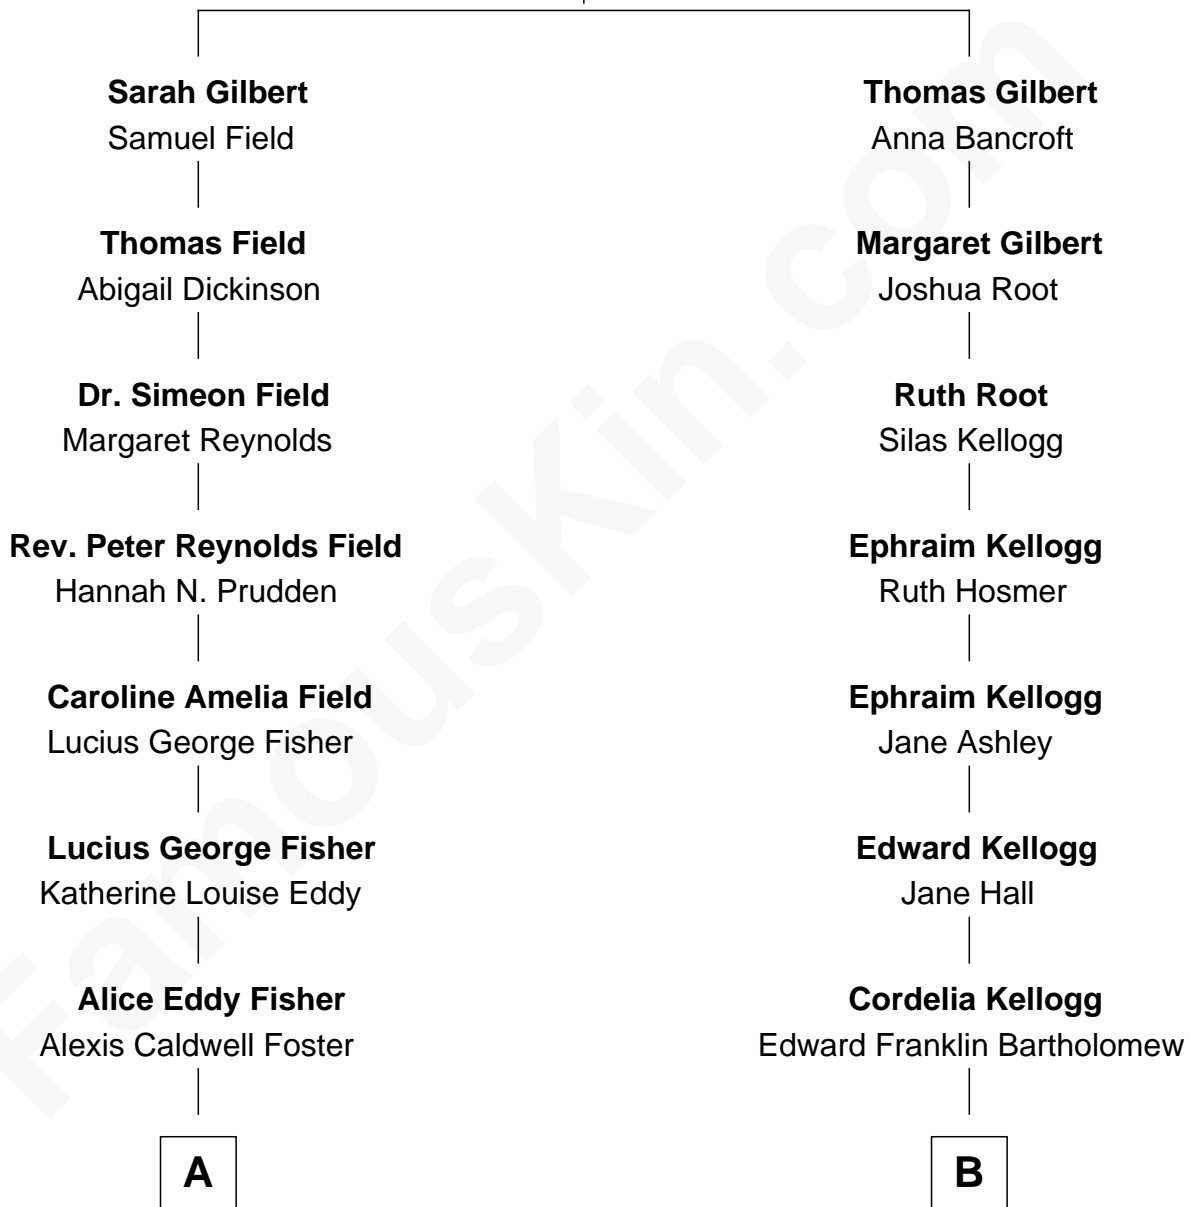 Sarah Gilbert
Samuel Field
Thomas Field
Abigail Dickinson
Dr. Simeon Field
Margaret Reynolds
Rev. Peter Reynolds Field
Hannah N. Prudden
Caroline Amelia Field
Lucius George Fisher
Lucius George Fisher
Katherine Louise Eddy
Alice Eddy Fisher
Alexis Caldwell Foster
A
Thomas Gilbert
Anna Bancroft
Margaret Gilbert
Joshua Root
Ruth Root
Silas Kellogg
Ephraim Kellogg
Ruth Hosmer
Ephraim Kellogg
Jane Ashley
Edward Kellogg
Jane Hall
Cordelia Kellogg
Edward Franklin Bartholomew
B
FamousKin.com